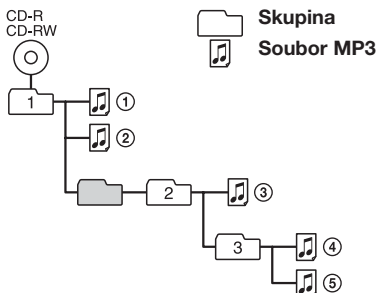 CD-R
CD-RW
Skupina
Soubor MP3
1
①
②
2
③
3
④
⑤